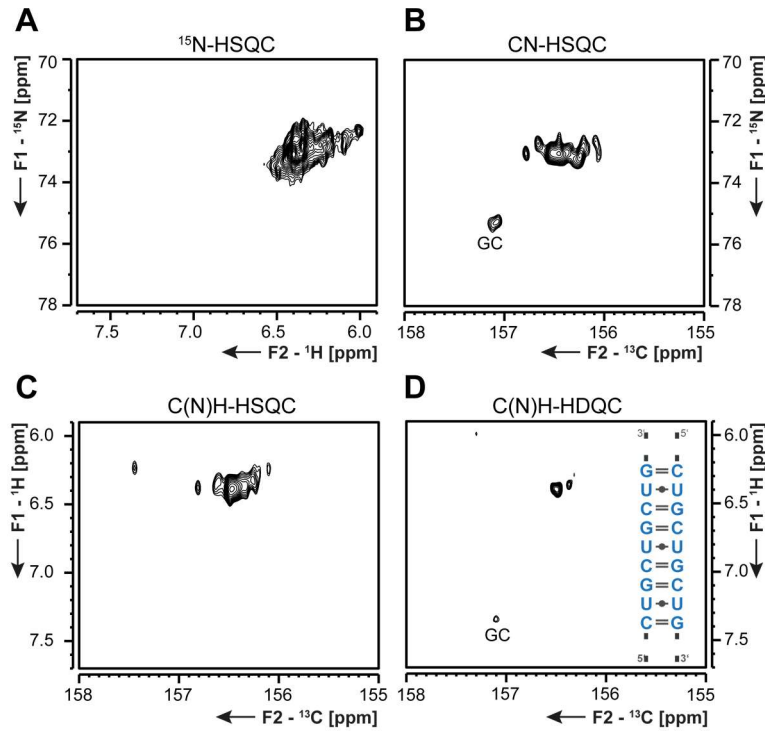 A
¹⁵N-HSQC
70
72
74
76
78
F1 - ¹⁵N [ppm]
7.5 7.0 6.5 6.0
F2 - ¹H [ppm]
B
CN-HSQC
GC
70
72
74
76
78
F1 - ¹⁵N [ppm]
158 157 156 155
F2 - ¹³C [ppm]
C
C(N)H-HSQC
6.0
6.5
7.0
7.5
F1 - ¹H [ppm]
158 157 156 155
F2 - ¹³C [ppm]
D
C(N)H-HDQC
3' 5'
G C
U U
C G
G C
U U
C G
G C
U U
C G
5' 3'
GC
6.0
6.5
7.0
7.5
F1 - ¹H [ppm]
158 157 156 155
F2 - ¹³C [ppm]